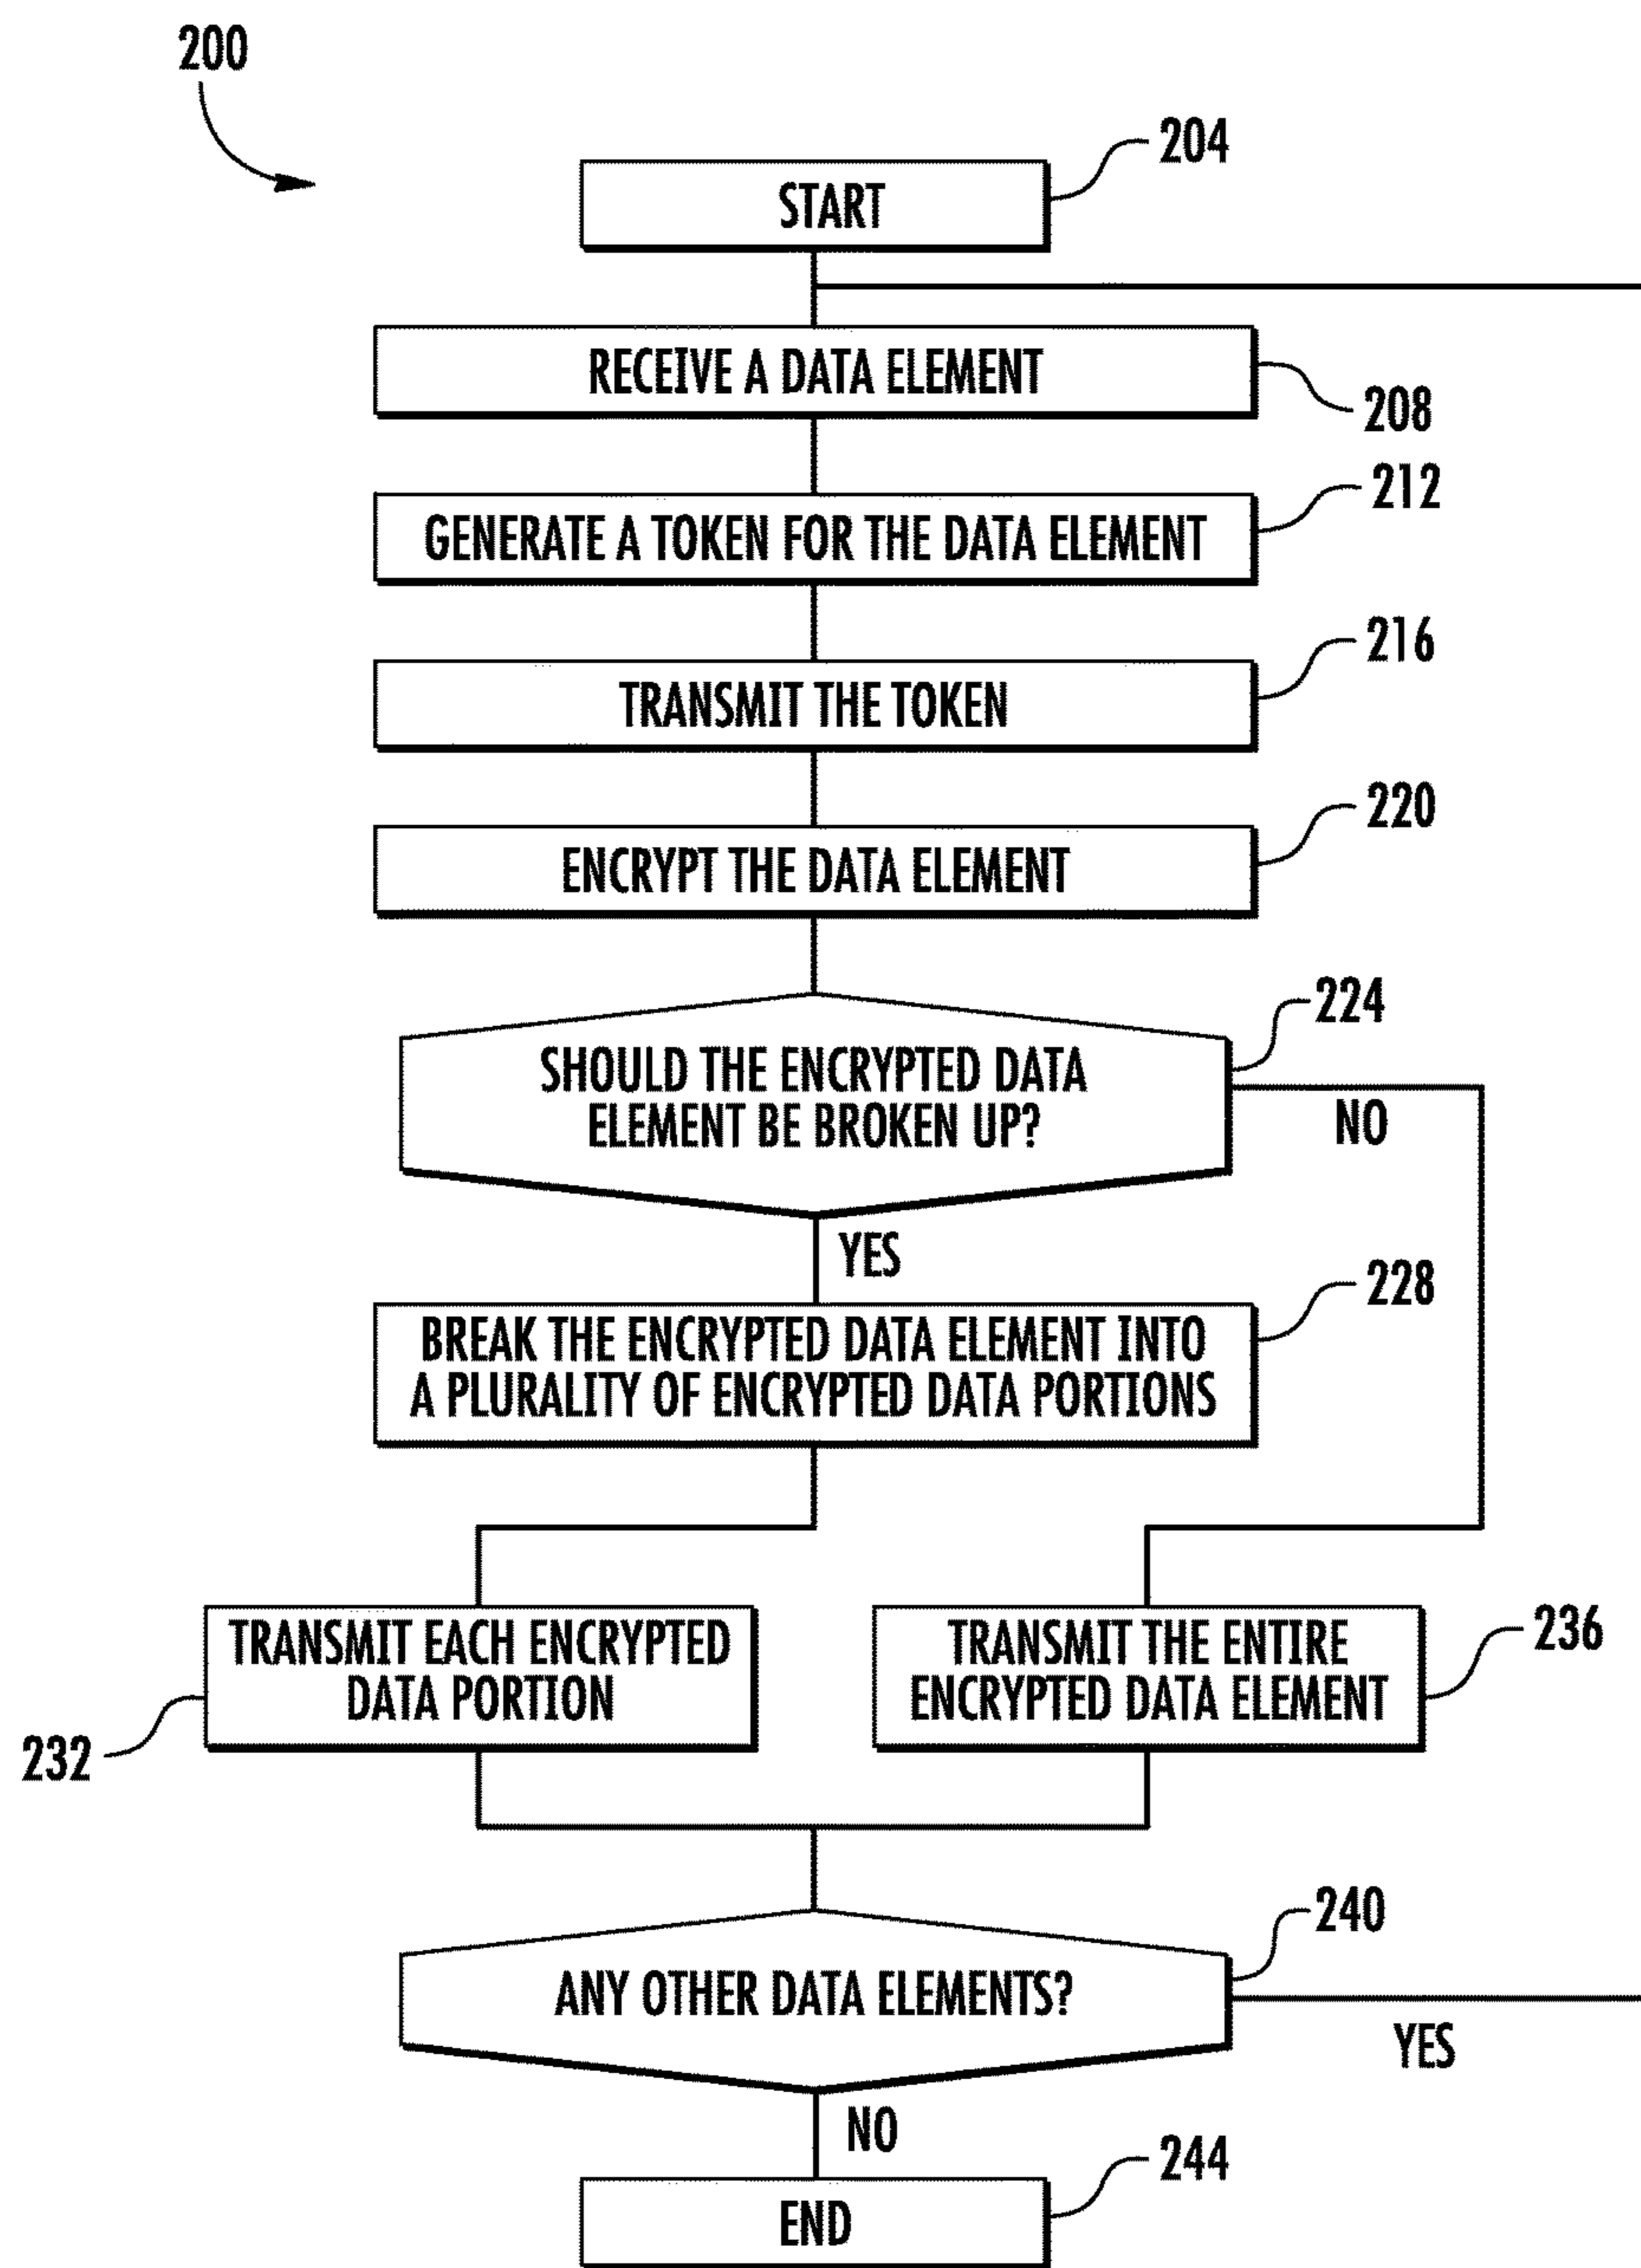 200
204
START
RECEIVE A DATA ELEMENT
208
212
GENERATE A TOKEN FOR THE DATA ELEMENT
216
TRANSMIT THE TOKEN
220
ENCRYPT THE DATA ELEMENT
224
SHOULD THE ENCRYPTED DATA
ELEMENT BE BROKEN UP?
NO
YES
228
BREAK THE ENCRYPTED DATA ELEMENT INTO
A PLURALITY OF ENCRYPTED DATA PORTIONS
TRANSMIT EACH ENCRYPTED
DATA PORTION
232
TRANSMIT THE ENTIRE
ENCRYPTED DATA ELEMENT
236
240
ANY OTHER DATA ELEMENTS?
YES
NO
244
END